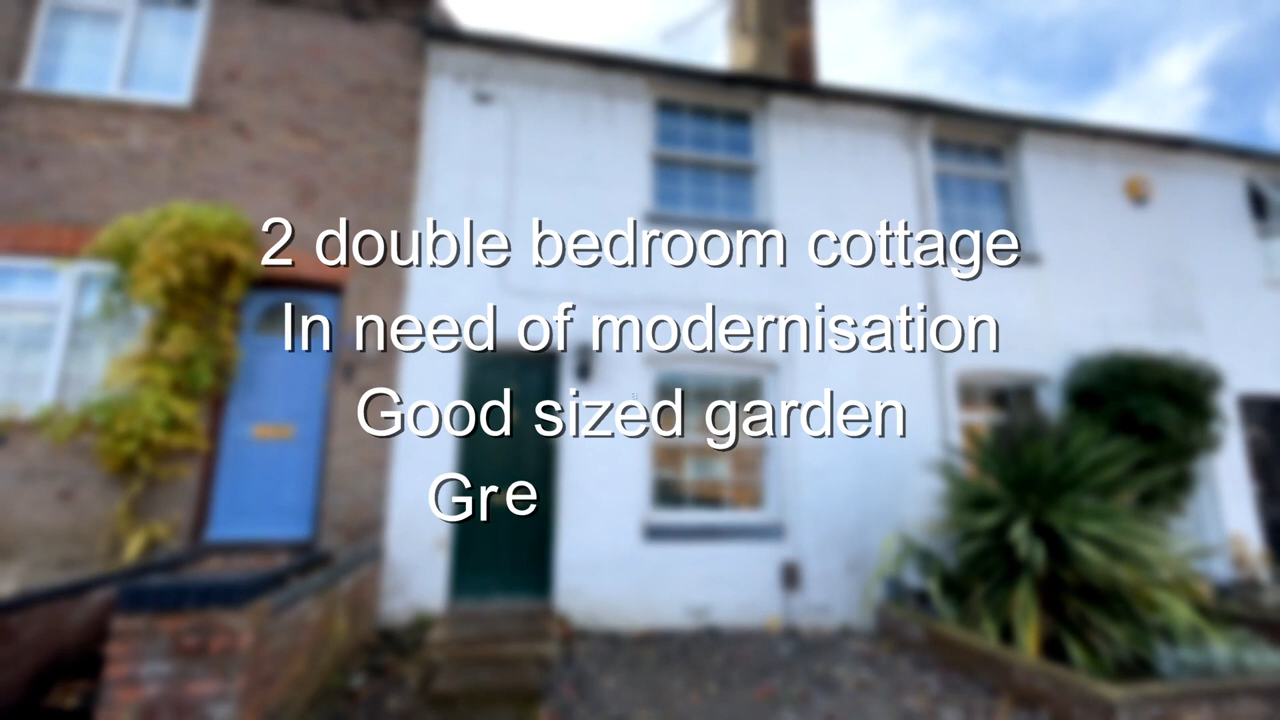 2 double bedroom cottage
In need of modernisation
Good sized garden
Gre